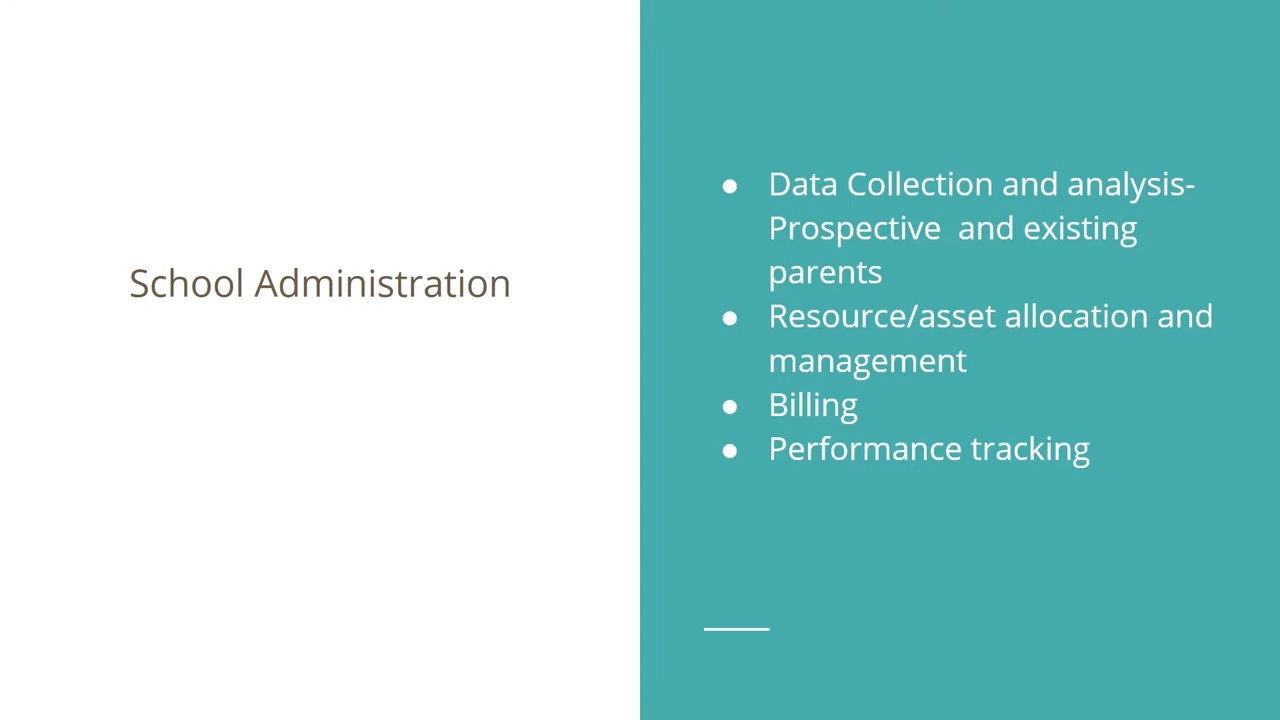 School Administration
● Data Collection and analysis-
Prospective  and existing
parents
● Resource/asset allocation and
management
● Billing
● Performance tracking